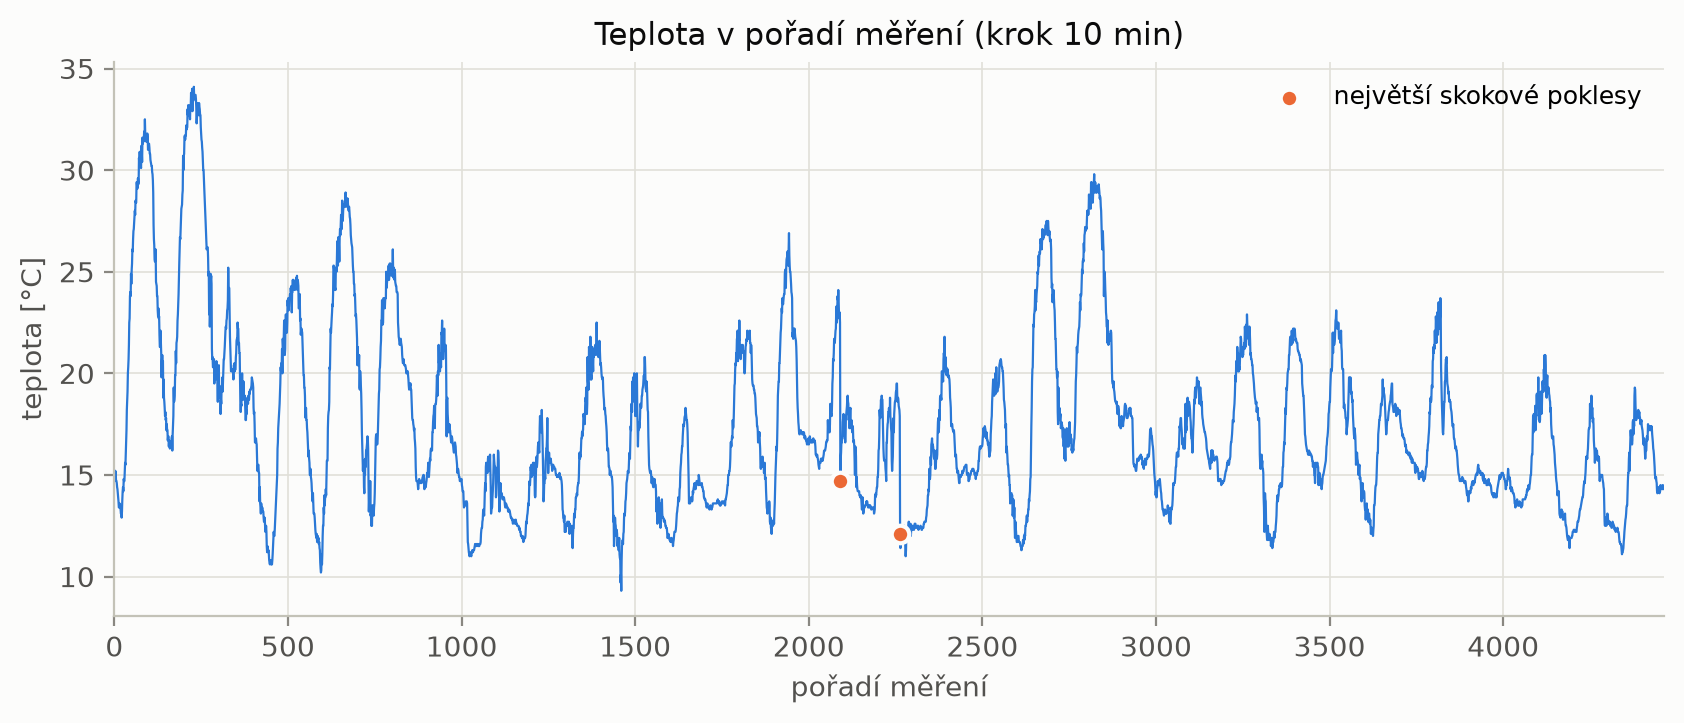 Teplota v pořadí měření (krok 10 min)
největší skokové poklesy
teplota [°C]
35
30
25
20
15
10
0 500 1000 1500 2000 2500 3000 3500 4000
pořadí měření